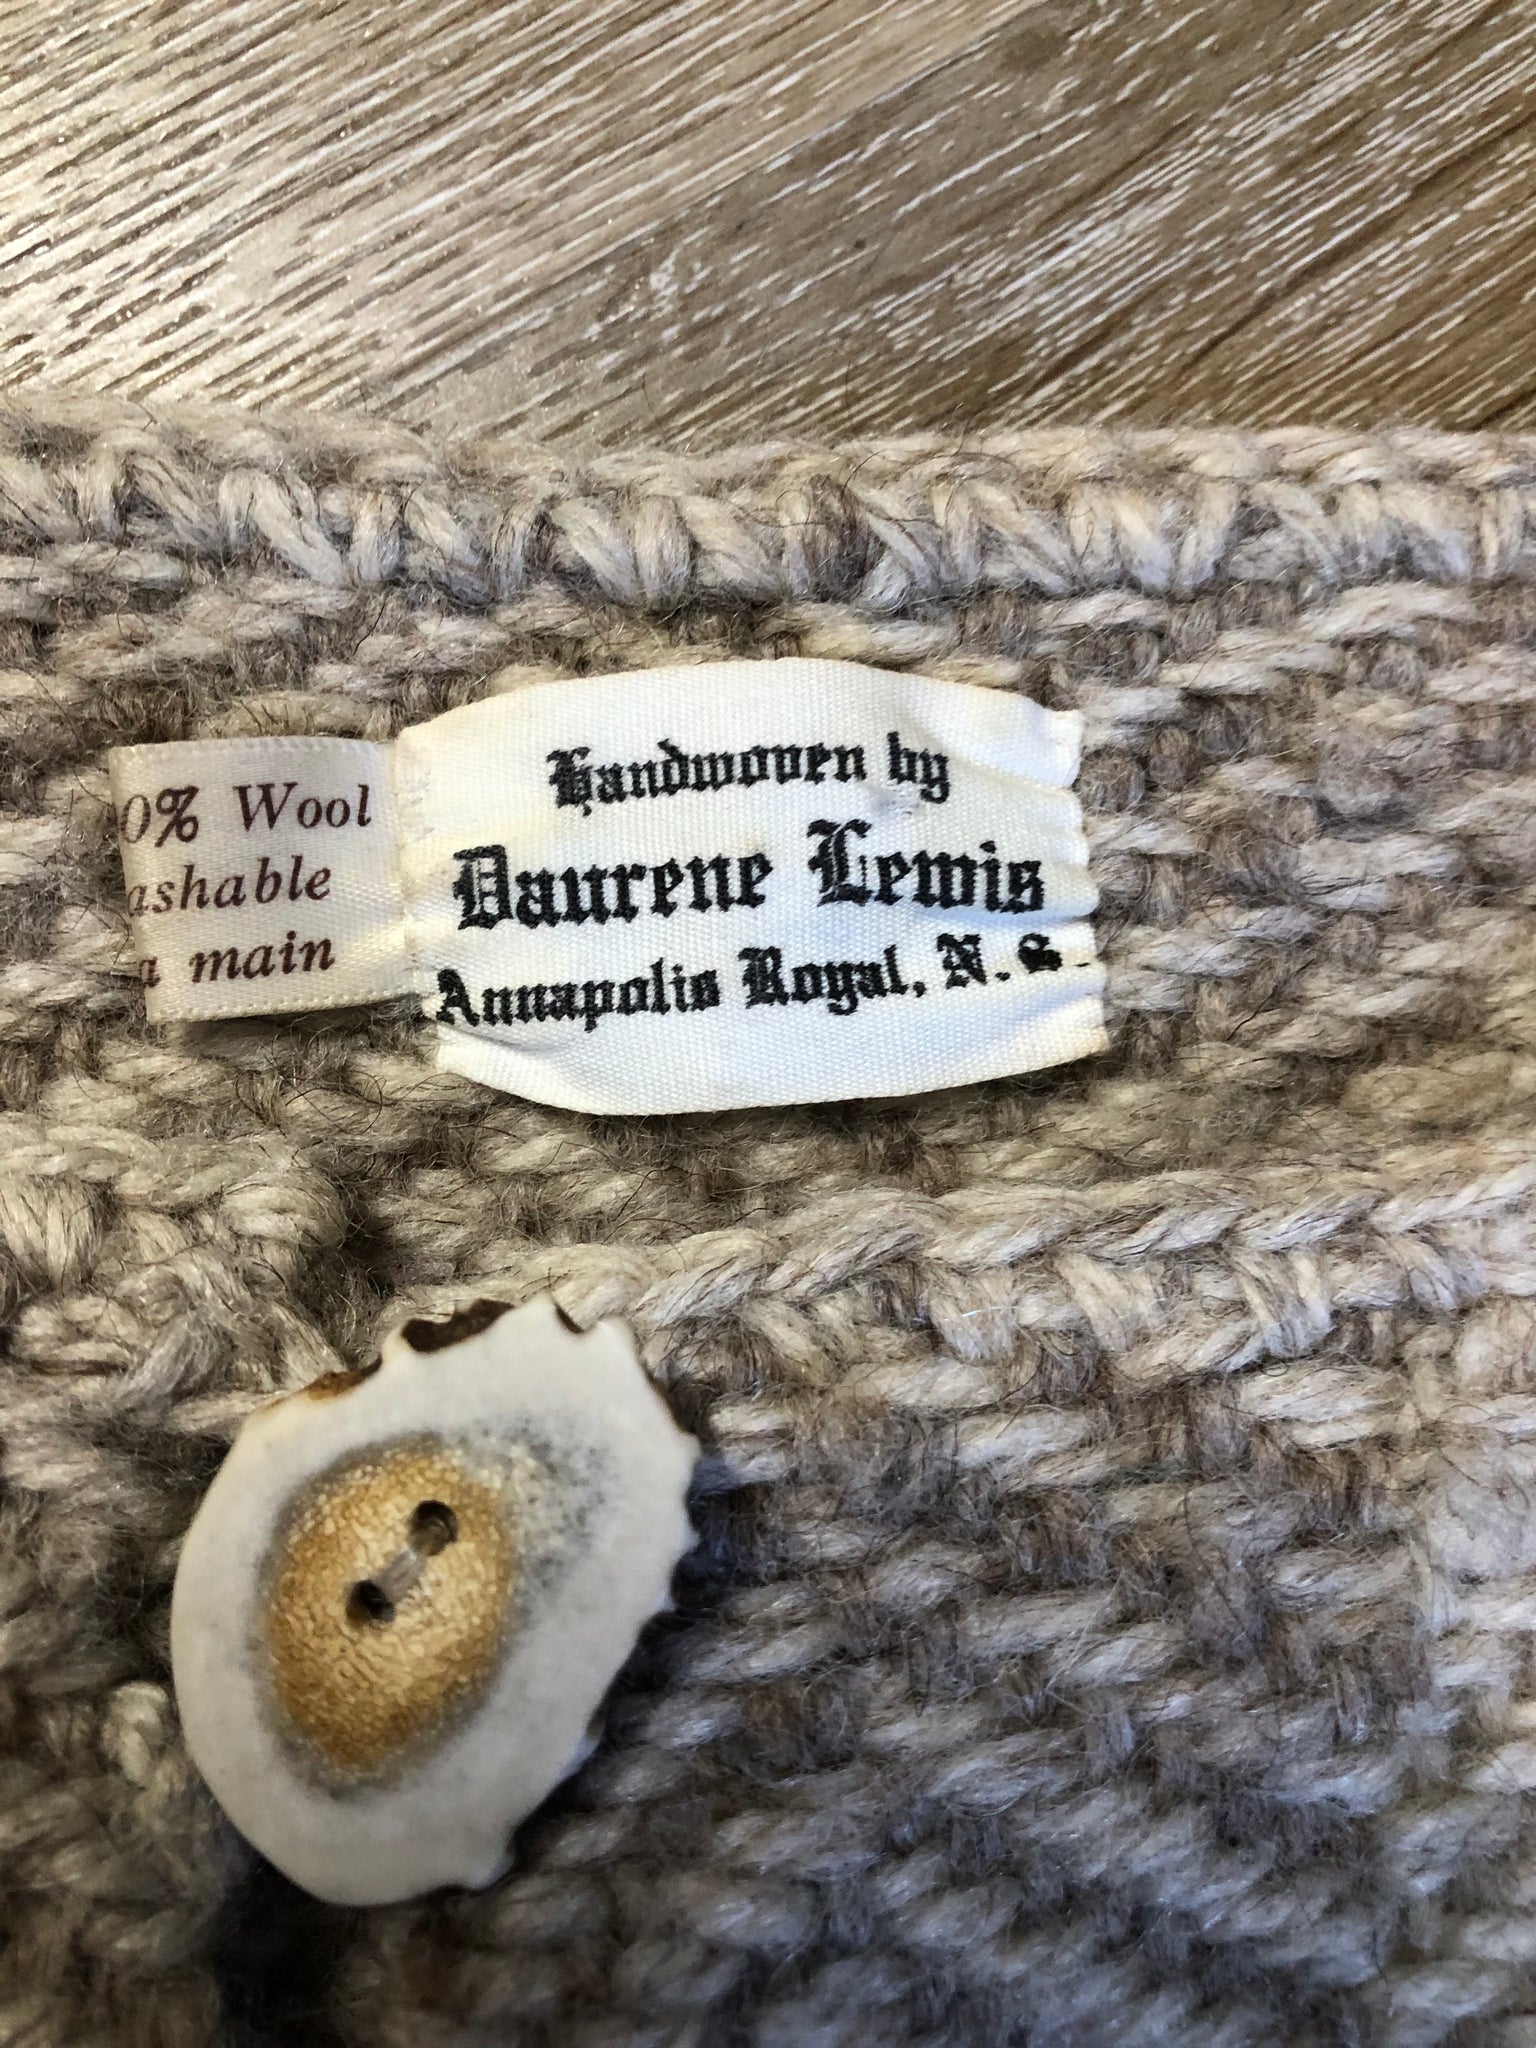 0% Wool
ashable
a main
Handwoven by
Daurene Lewis
Annapolis Royal, N. S.